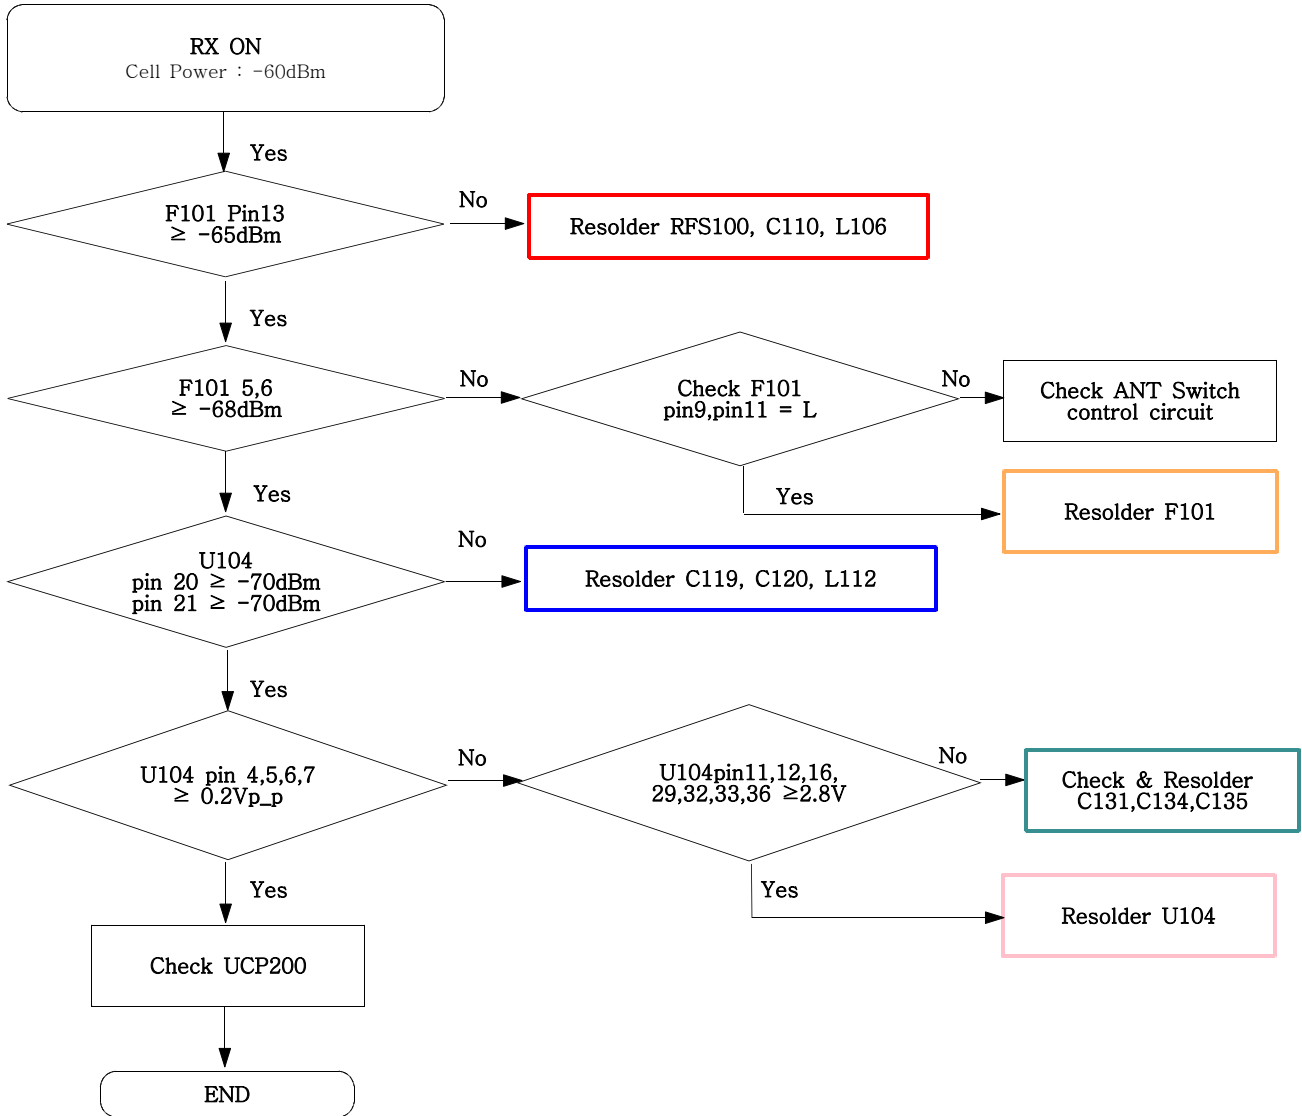 RX ON
Cell Power : -60dBm
Yes
F101 Pin13
≥ -65dBm
No
Resolder RFS100, C110, L106
Yes
F101 5,6
≥ -68dBm
No
Check F101
pin9,pin11 = L
No
Check ANT Switch
control circuit
Yes
Resolder F101
Yes
U104
pin 20 ≥ -70dBm
pin 21 ≥ -70dBm
No
Resolder C119, C120, L112
Yes
U104 pin 4,5,6,7
≥ 0.2Vp_p
No
U104pin11,12,16,
29,32,33,36 ≥2.8V
No
Check & Resolder
C131,C134,C135
Yes
Resolder U104
Yes
Check UCP200
END